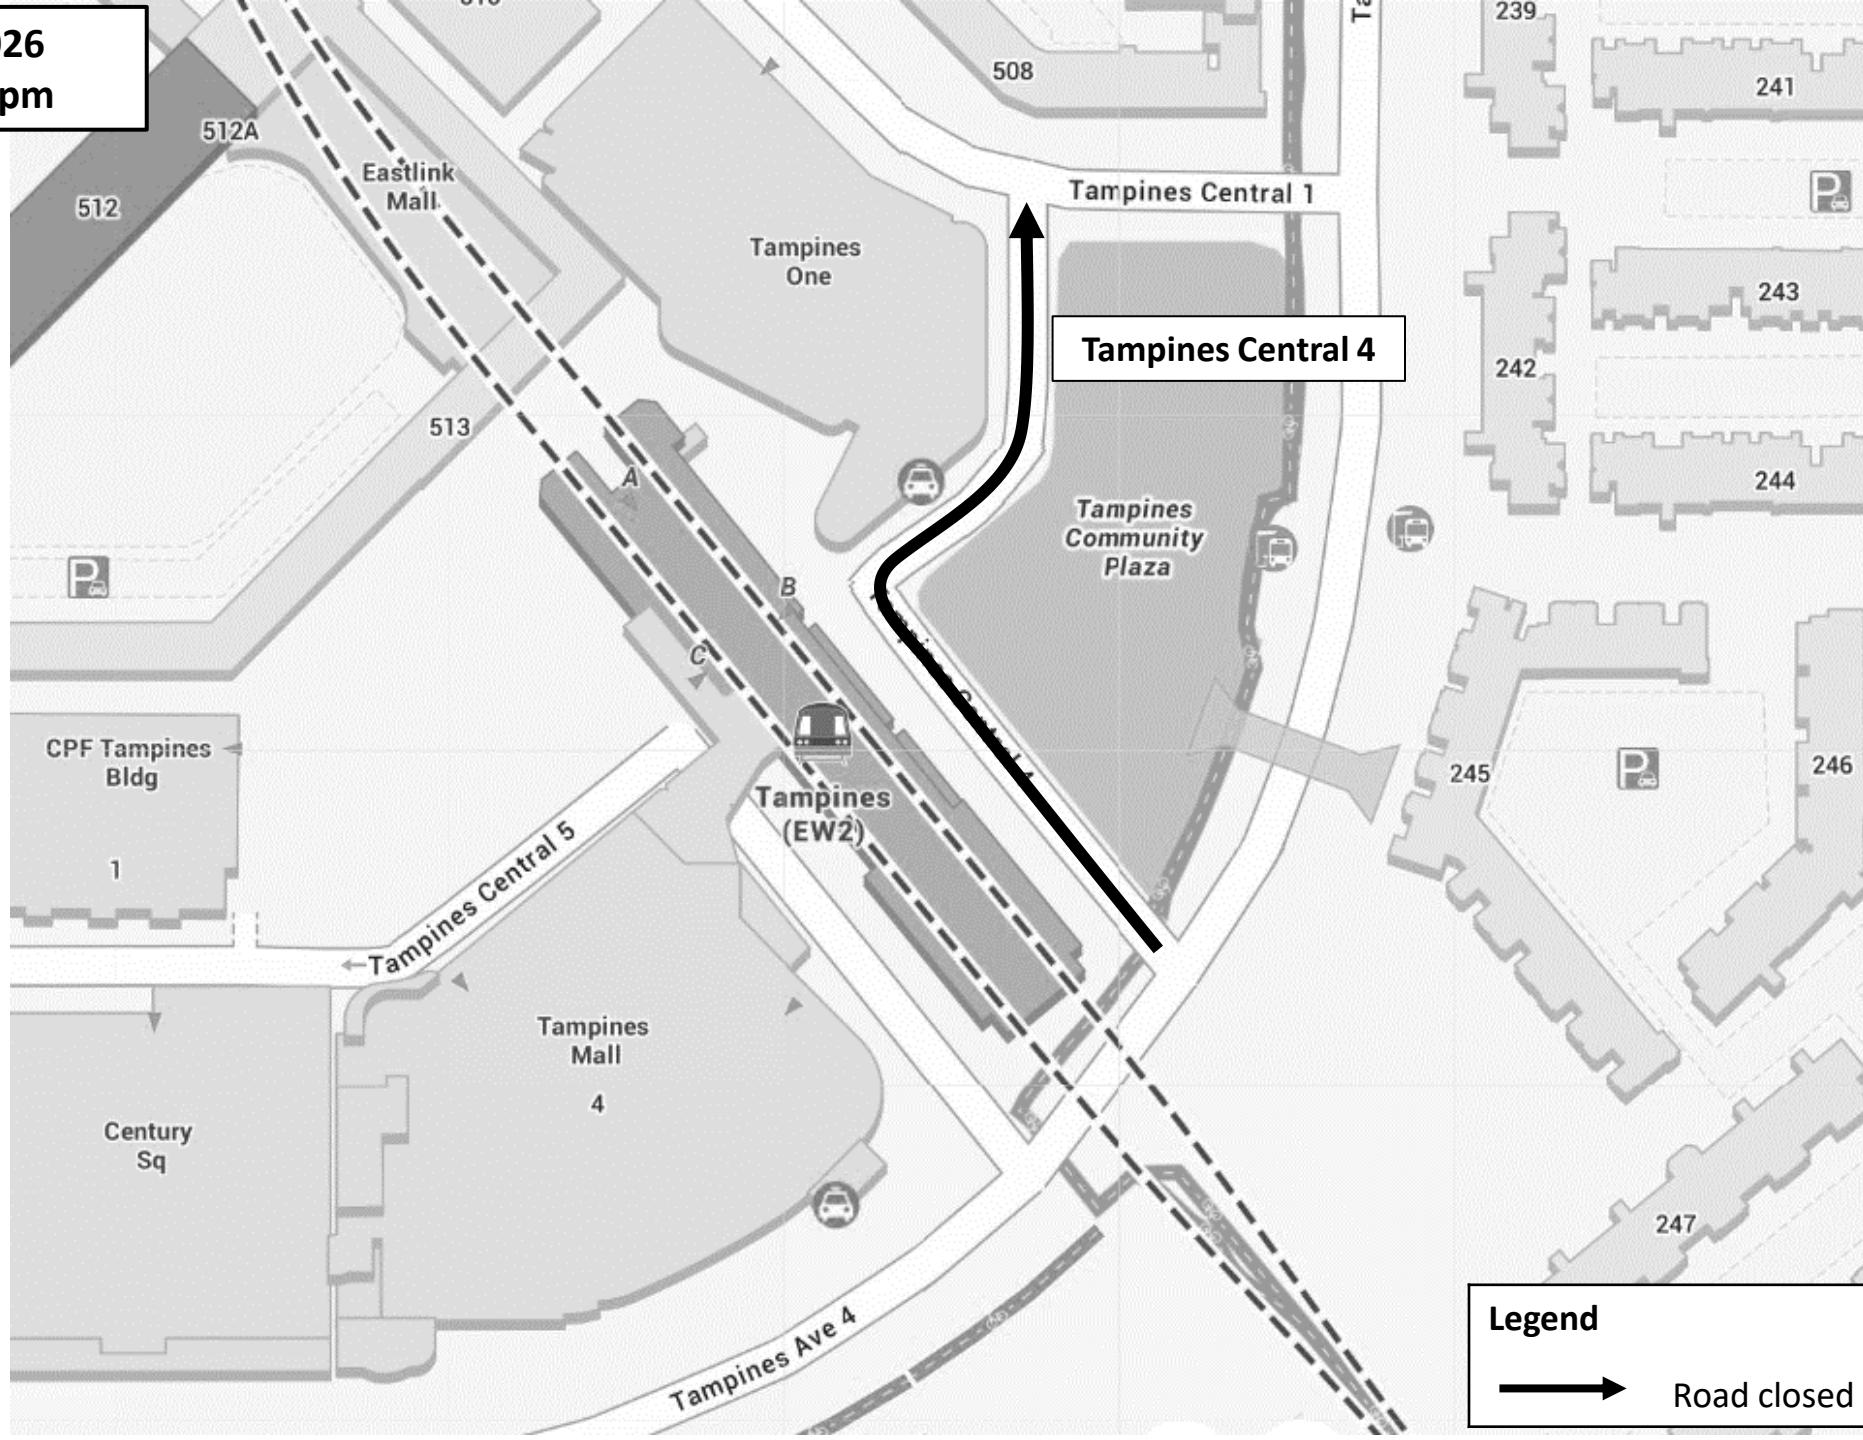 pm
512A
512
Eastlink
Mall
508
239
241
Tampines Central 1
P
Tampines
One
243
Tampines Central 4
242
513
244
A
Tampines
Community
Plaza
P
B
C
CPF Tampines
Bldg
1
245
P
246
Tampines
(EW2)
Tampines Central 5
Tampines
Mall
4
Century
Sq
247
Tampines Ave 4
Legend
Road closed